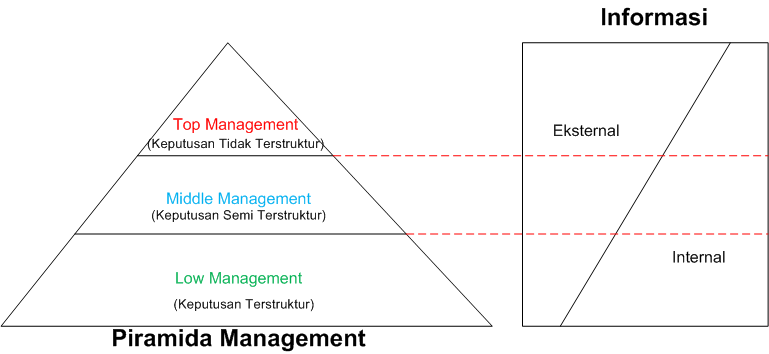 Informasi
Top Management
(Keputusan Tidak Terstruktur)
Eksternal
Middle Management
(Keputusan Semi Terstruktur)
Internal
Low Management
(Keputusan Terstruktur)
Piramida Management